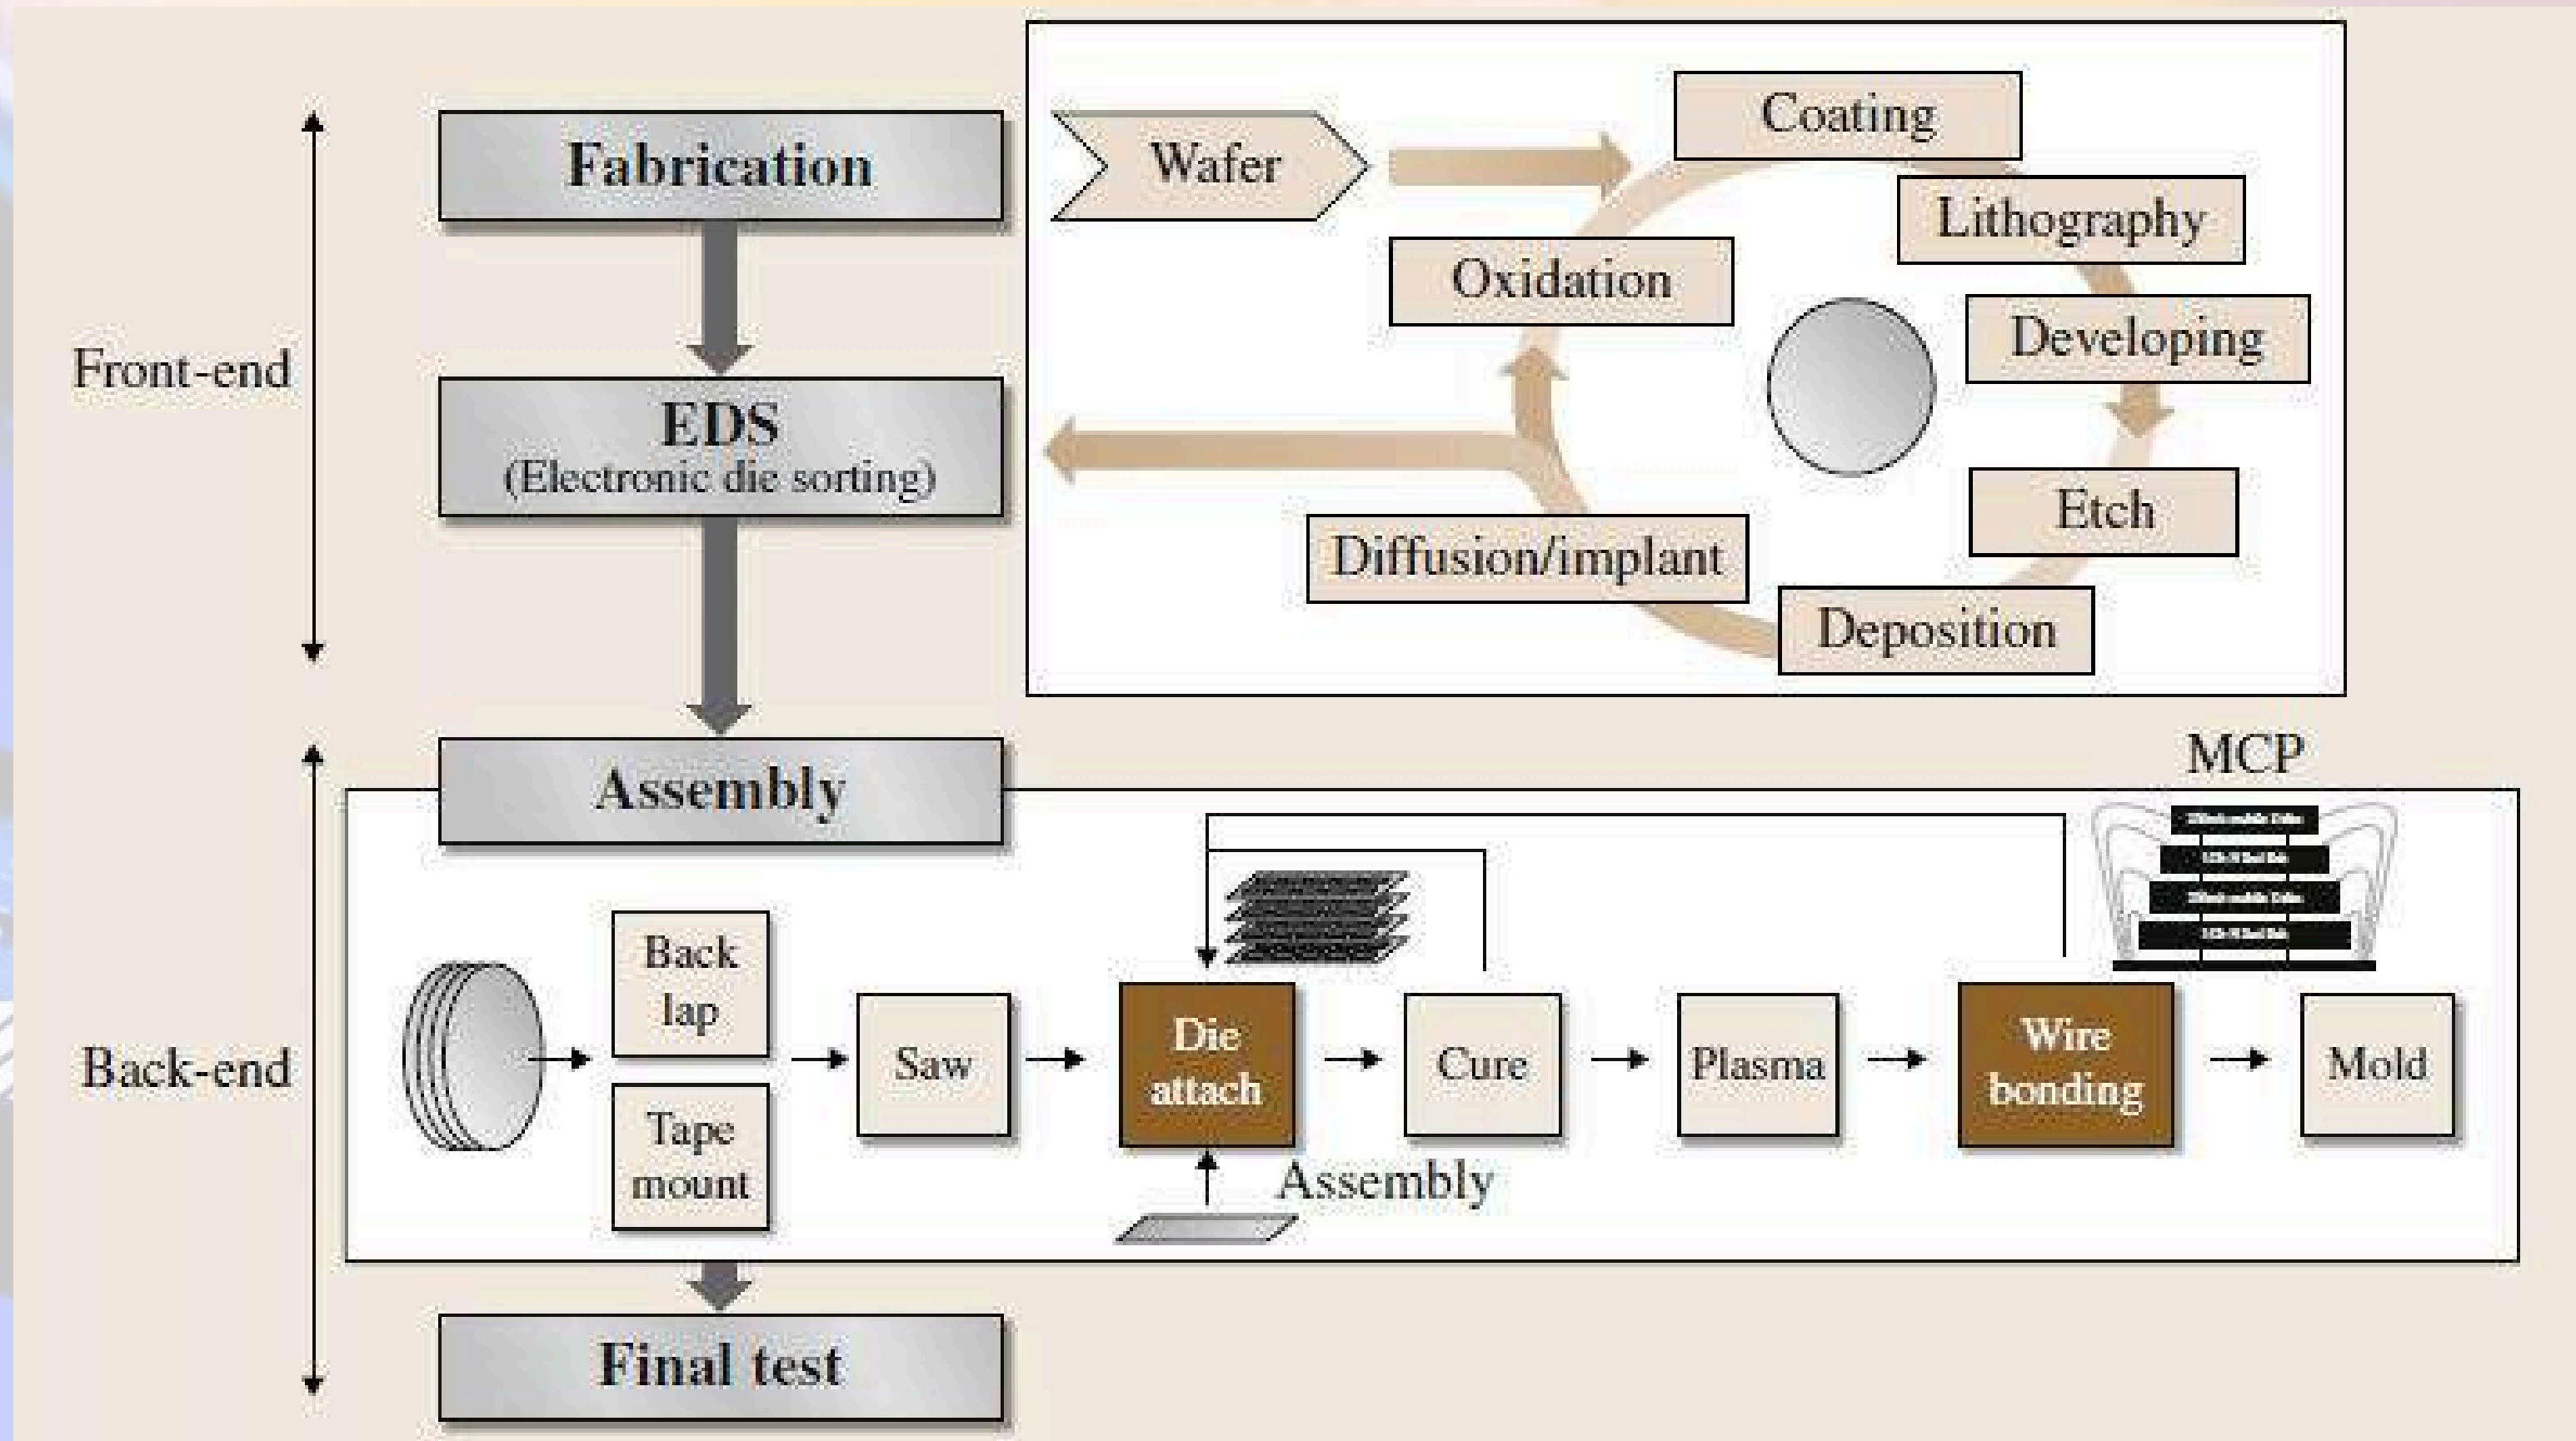 Fabrication
Wafer
Coating
Lithography
Oxidation
Developing
Front-end
EDS
(Electronic die sorting)
Etch
Diffusion/implant
Deposition
Assembly
MCP
Back-end
Back
lap
Tape
mount
Saw
Die
attach
Assembly
Cure
Plasma
Wire
bonding
Mold
Final test